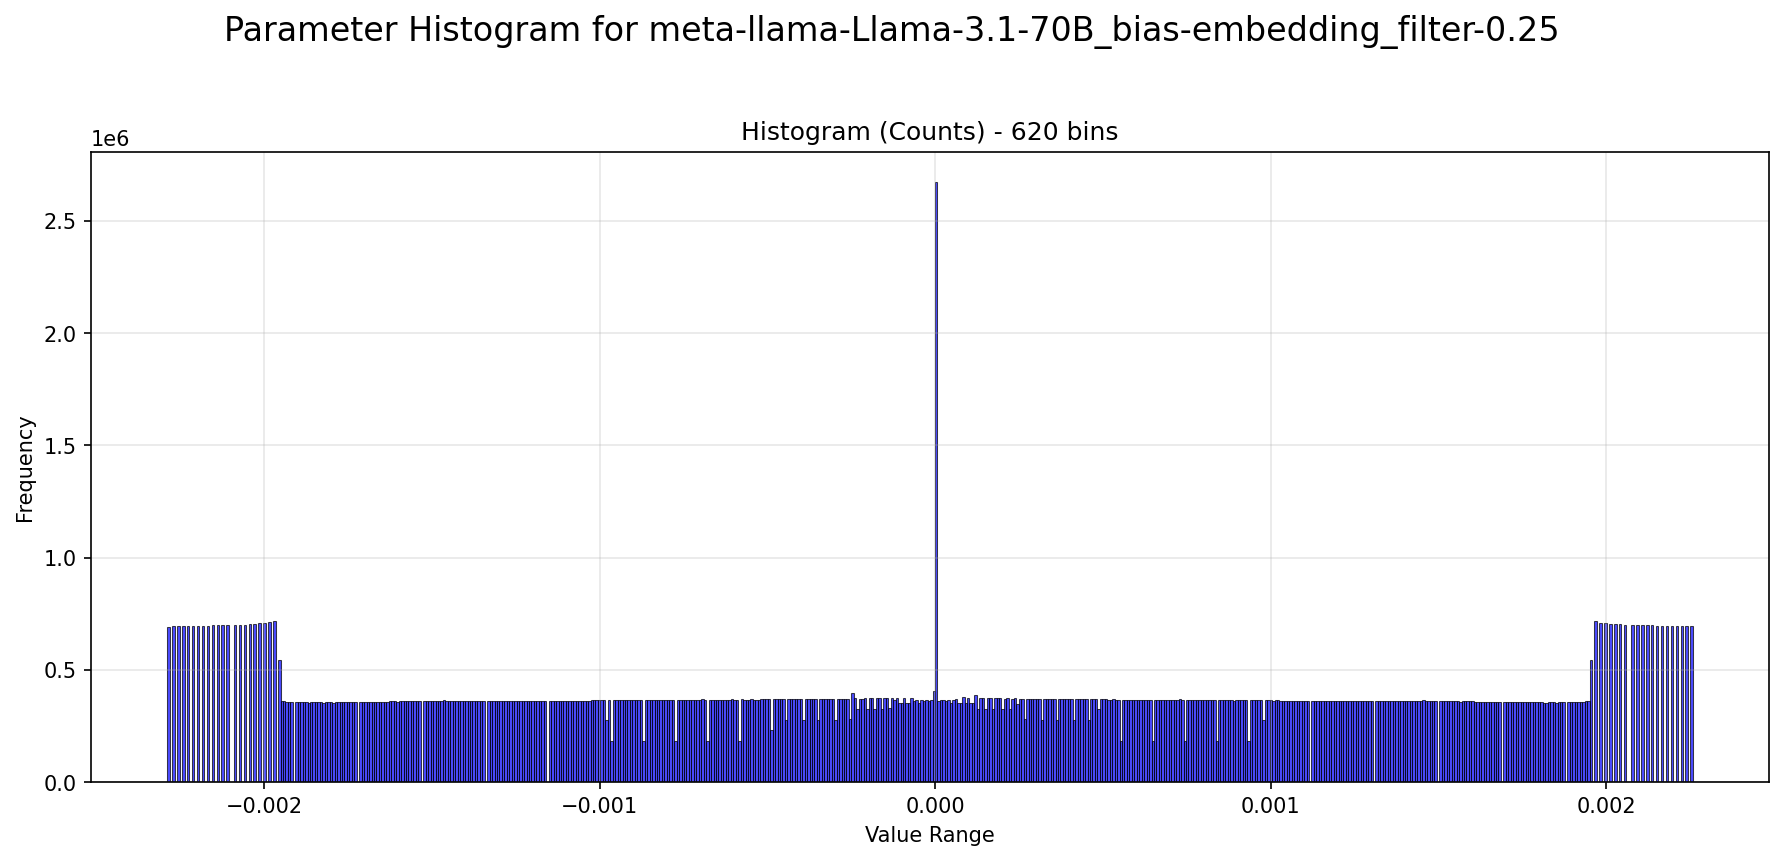 Parameter Histogram for meta-llama-Llama-3.1-70B_bias-embedding_filter-0.25
Histogram (Counts) - 620 bins
1e6
2.5
2.0
1.5
1.0
0.5
0.0
Frequency
−0.002
−0.001
0.000
0.001
0.002
Value Range